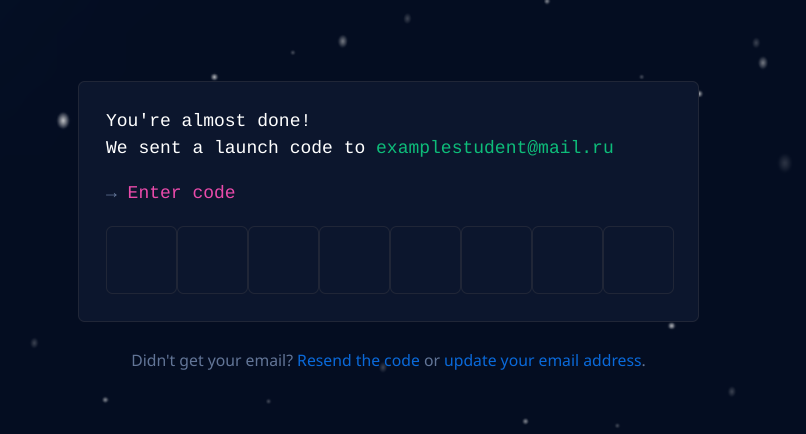 You're almost done!
We sent a launch code to examplestudent@mail.ru
→ Enter code
Didn't get your email? Resend the code or update your email address.